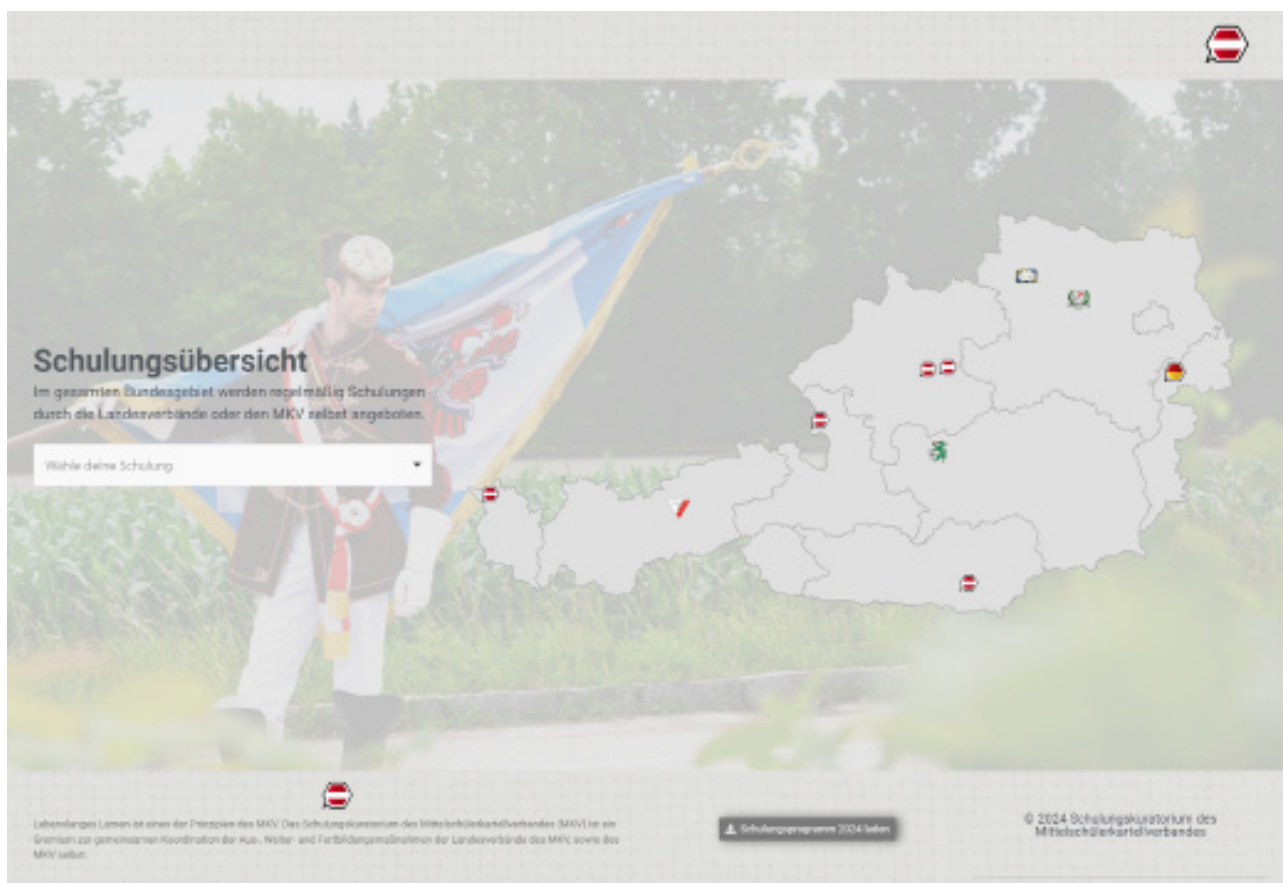 Schulungsübersicht
Im gesamten Bundesgebiet werden regelmäßig Schulungen
durch die Landesverbände oder den MKV selbst angeboten.
Wähle deine Schulung
Lebenslanges Lernen ist eines der Prinzipien des MKV. Das Schulungskuratorium des Mittelschülerkartellverbandes (MKV) ist ein
Gremium zur gemeinsamen Koordination der Aus-, Weiter- und Fortbildungsmaßnahmen der Landesverbände des MKV, sowie des
MKV selbst.
Schulungsprogramm 2024 laden
© 2024 Schulungskuratorium des
Mittelschülerkartellverbandes